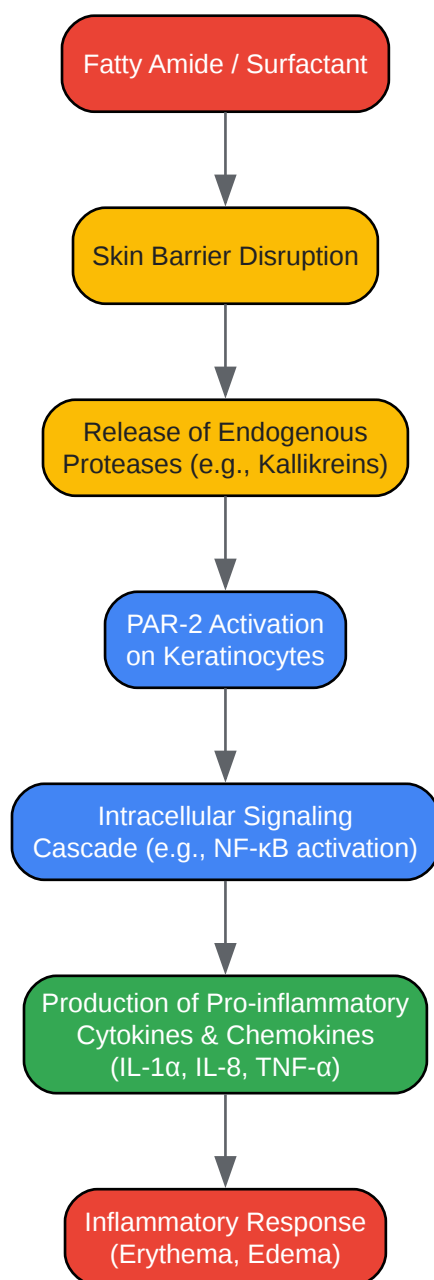 Fatty Amide / Surfactant
Skin Barrier Disruption
Release of Endogenous
Proteases (e.g., Kallikreins)
PAR-2 Activation
on Keratinocytes
Intracellular Signaling
Cascade (e.g., NF-κB activation)
Production of Pro-inflammatory
Cytokines & Chemokines
(IL-1α, IL-8, TNF-α)
Inflammatory Response
(Erythema, Edema)